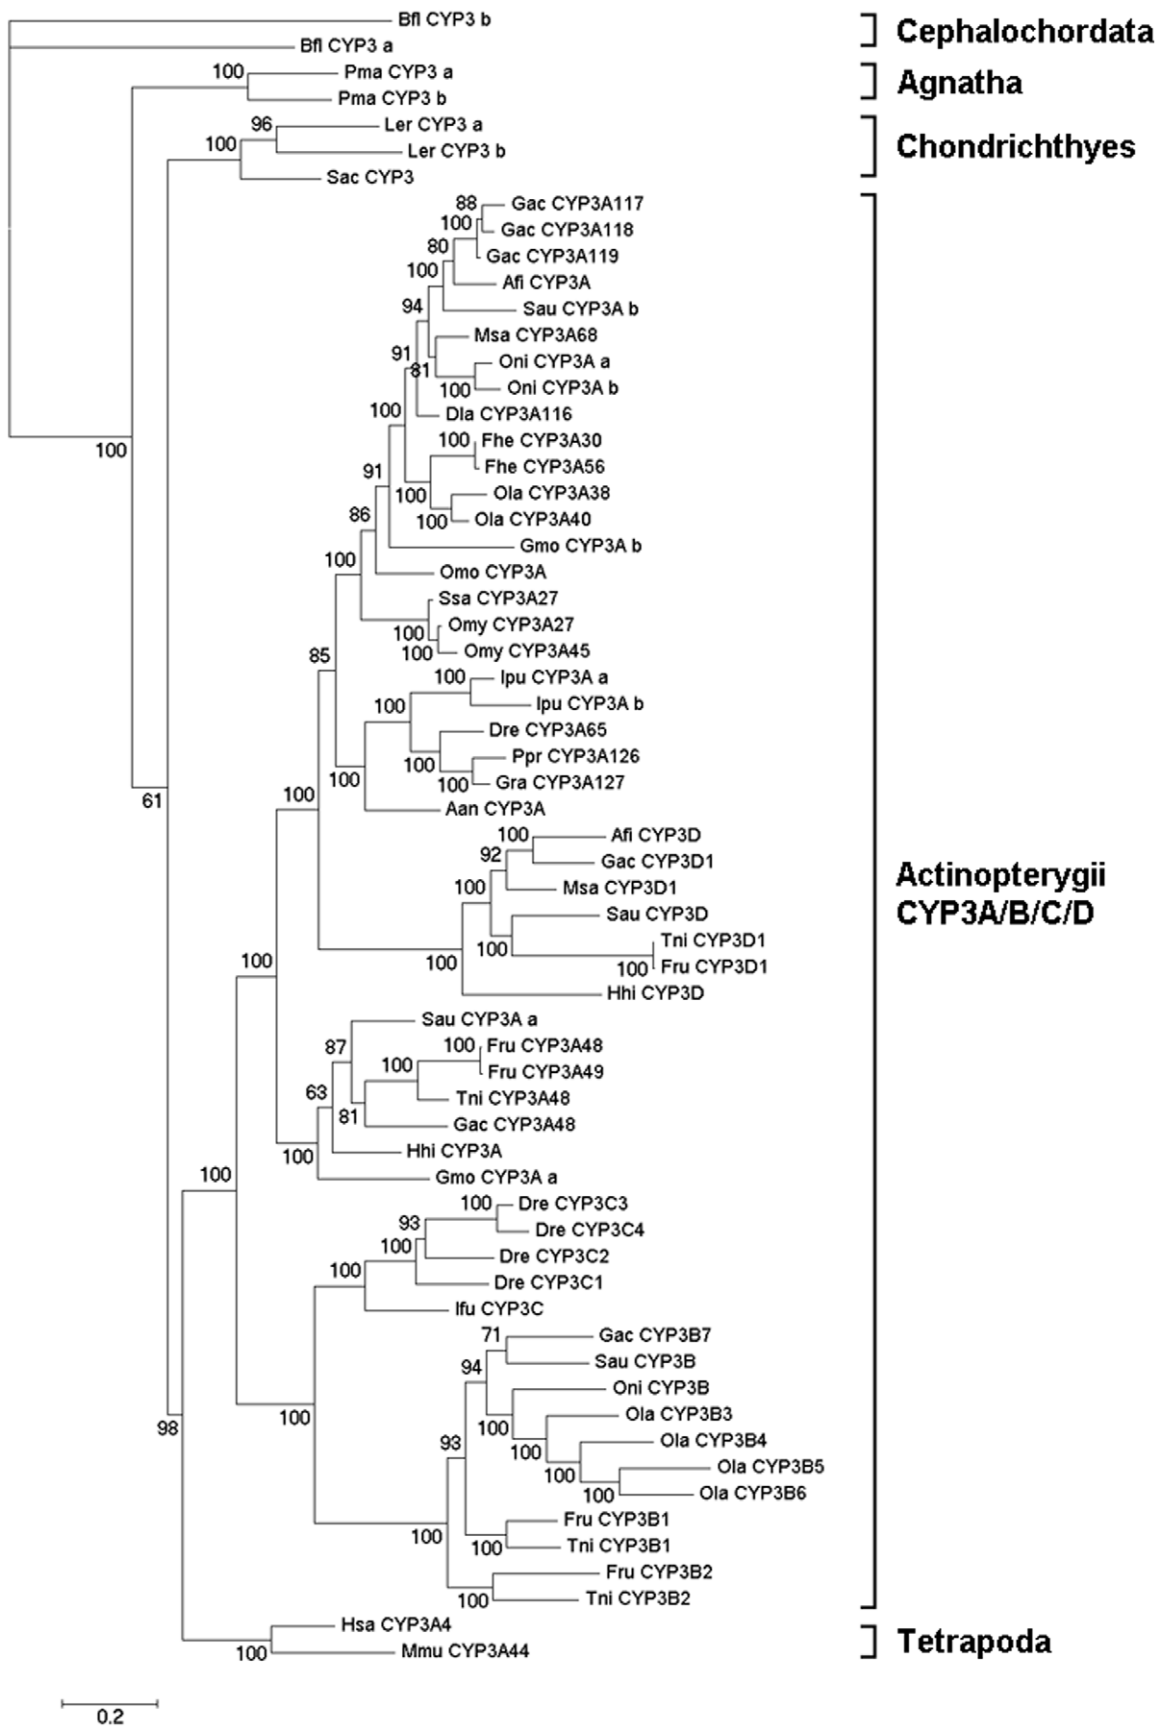 Bfl CYP3 b
Cephalochordata
Bfl CYP3 a
100
Pma CYP3 a
Agnatha
Pma CYP3 b
96
Ler CYP3 a
100
Chondrichthyes
Ler CYP3 b
Sac CYP3
88
Gac CYP3A117
100
Gac CYP3A118
80
Gac CYP3A119
100
Afi CYP3A
94
Sau CYP3A b
Msa CYP3A68
91
81
Oni CYP3A a
100
Oni CYP3A b
100
Dla CYP3A116
100
100
Fhe CYP3A30
91
Fhe CYP3A56
100
Ola CYP3A38
86
100
Ola CYP3A40
Gmo CYP3A b
100
Omo CYP3A
Ssa CYP3A27
100
Omy CYP3A27
100
Omy CYP3A45
85
100
Ipu CYP3A a
100
Ipu CYP3A b
Dre CYP3A65
100
Ppr CYP3A126
100
100
Gra CYP3A127
100
Aan CYP3A
100
Afi CYP3D
92
Gac CYP3D1
Actinopterygii
CYP3A/B/C/D
100
Msa CYP3D1
Sau CYP3D
100
Tni CYP3D1
100
100
100
Fru CYP3D1
Hhi CYP3D
Sau CYP3A a
87
100
Fru CYP3A48
100
Fru CYP3A49
63
Tni CYP3A48
81
Gac CYP3A48
100
Hhi CYP3A
100
Gmo CYP3A a
100
Dre CYP3C3
93
Dre CYP3C4
100
Dre CYP3C2
100
Dre CYP3C1
Ifu CYP3C
71
Gac CYP3B7
94
Sau CYP3B
Oni CYP3B
100
100
Ola CYP3B3
98
93
100
Ola CYP3B4
100
Ola CYP3B5
100
Ola CYP3B6
100
Fru CYP3B1
100
Tni CYP3B1
Fru CYP3B2
100
Tni CYP3B2
Hsa CYP3A4
Tetrapoda
100
Mmu CYP3A44
61
0.2